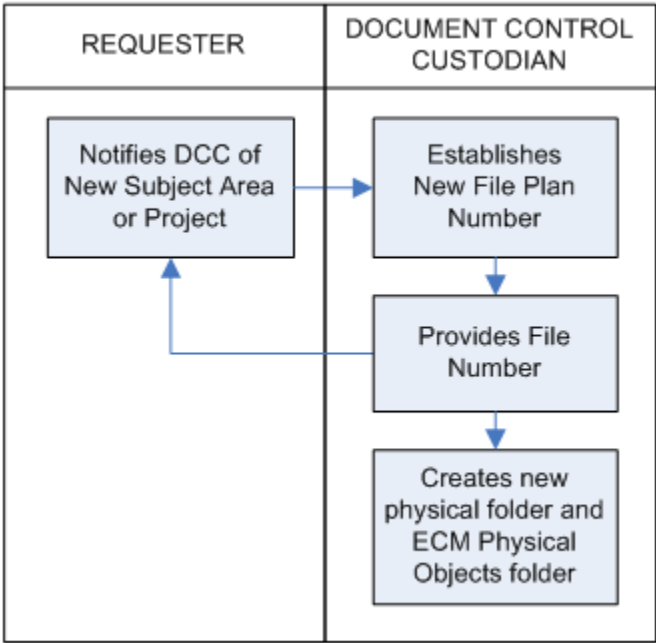 REQUESTER
DOCUMENT CONTROL
CUSTODIAN
Notifies DCC of
New Subject Area
or Project
Establishes
New File Plan
Number
Provides File
Number
Creates new
physical folder and
ECM Physical
Objects folder